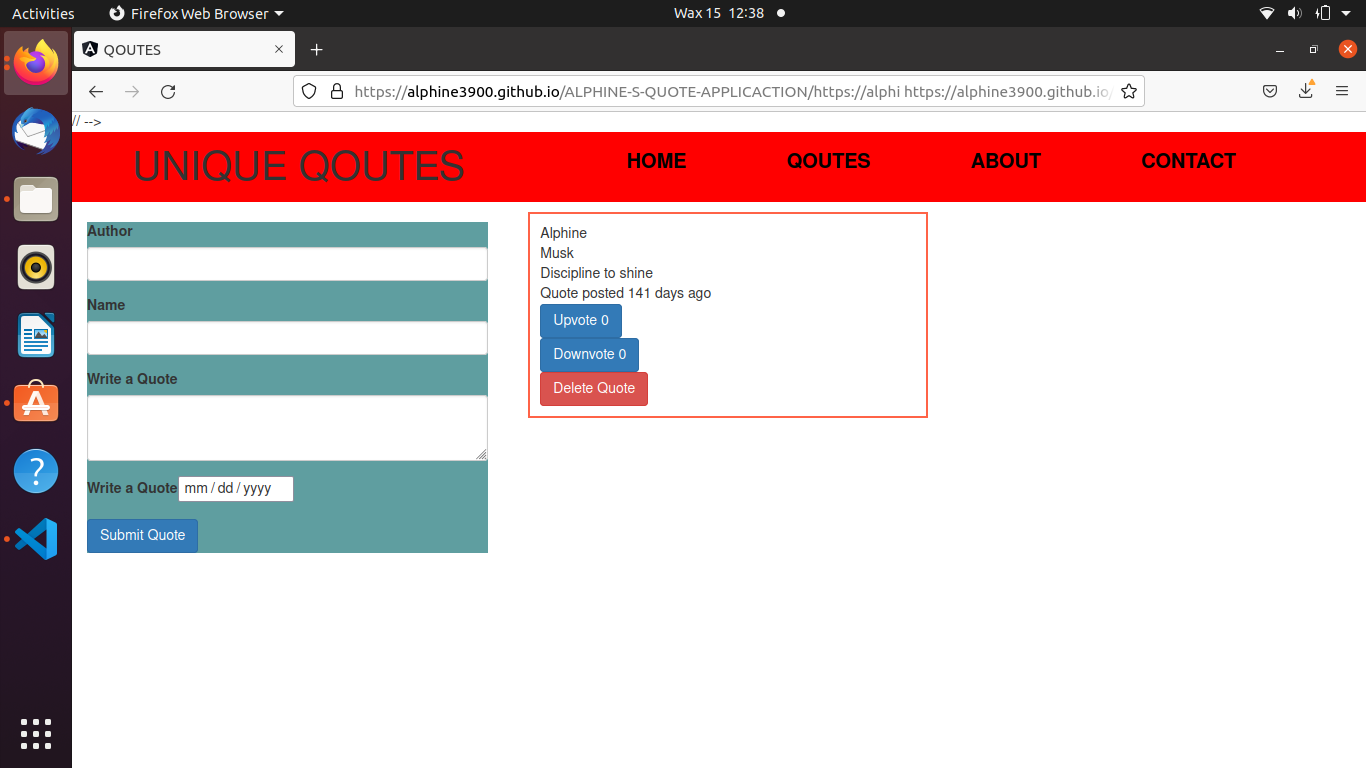 Activities Firefox Web Browser Wax 15 12:38
QOUTES
https://alphine3900.github.io/ALPHINE-S-QUOTE-APPLICACTION/https://alphi https://alphine3900.github.io/
// -->
UNIQUE QOUTES HOME QOUTES ABOUT CONTACT
Author
Name
Write a Quote
Write a Quote mm / dd / yyyy
Submit Quote
Alphine
Musk
Discipline to shine
Quote posted 141 days ago
Upvote 0
Downvote 0
Delete Quote